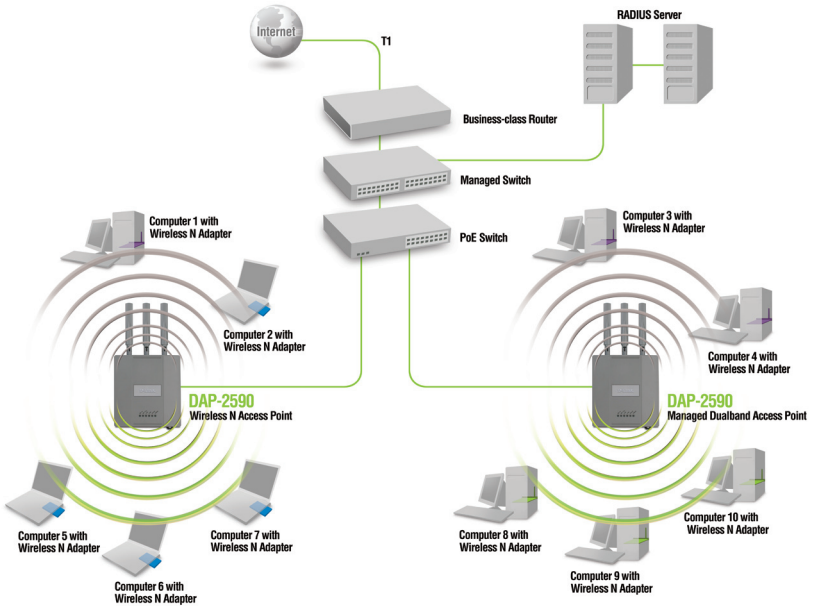 Internet
T1
RADIUS Server
Business-class Router
Managed Switch
PoE Switch
Computer 1 with
Wireless N Adapter
Computer 2 with
Wireless N Adapter
Computer 3 with
Wireless N Adapter
Computer 4 with
Wireless N Adapter
DAP-2590
Wireless N Access Point
DAP-2590
Managed Dualband Access Point
Computer 5 with
Wireless N Adapter
Computer 6 with
Wireless N Adapter
Computer 7 with
Wireless N Adapter
Computer 8 with
Wireless N Adapter
Computer 9 with
Wireless N Adapter
Computer 10 with
Wireless N Adapter